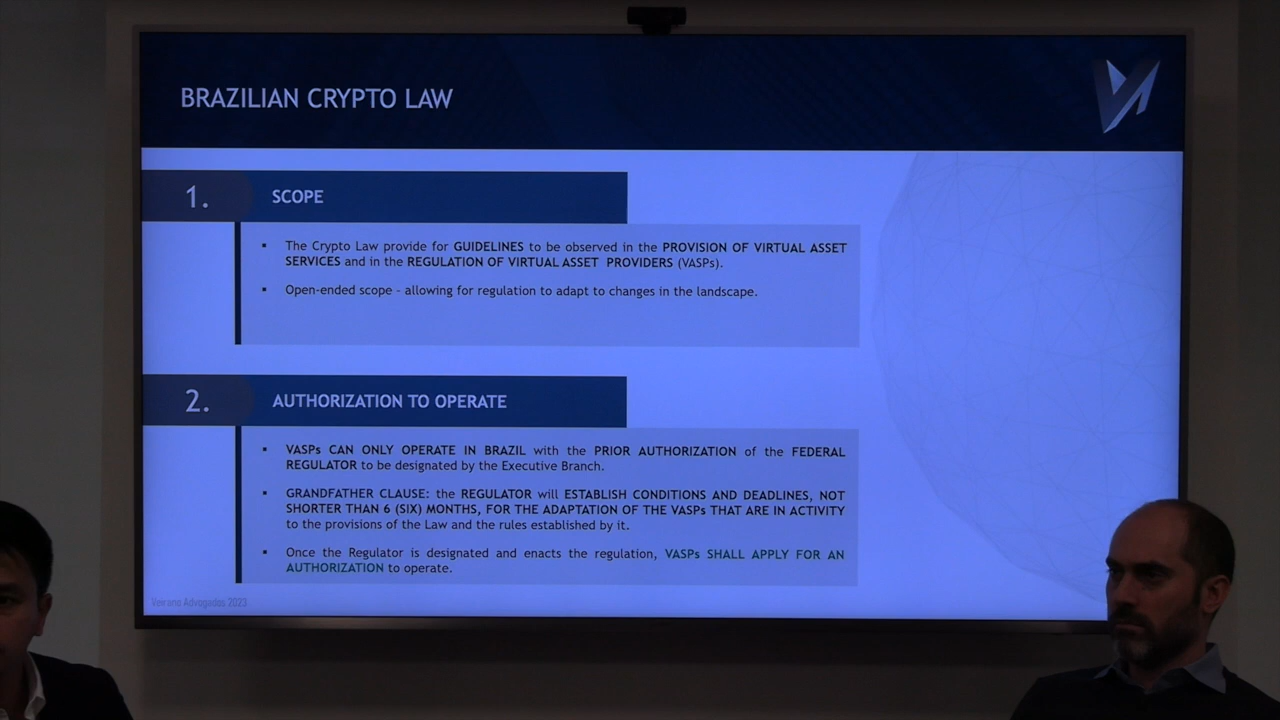 BRAZILIAN CRYPTO LAW
1.
SCOPE
▪ The Crypto Law provide for GUIDELINES to be observed in the PROVISION OF VIRTUAL ASSET
SERVICES and in the REGULATION OF VIRTUAL ASSET PROVIDERS (VASPs).
▪ Open-ended scope - allowing for regulation to adapt to changes in the landscape.
2.
AUTHORIZATION TO OPERATE
▪ VASPs CAN ONLY OPERATE IN BRAZIL with the PRIOR AUTHORIZATION of the FEDERAL
REGULATOR to be designated by the Executive Branch.
▪ GRANDFATHER CLAUSE: the REGULATOR will ESTABLISH CONDITIONS AND DEADLINES, NOT
SHORTER THAN 6 (SIX) MONTHS, FOR THE ADAPTATION OF THE VASPs THAT ARE IN ACTIVITY
to the provisions of the Law and the rules established by it.
▪ Once the Regulator is designated and enacts the regulation, VASPs SHALL APPLY FOR AN
AUTHORIZATION to operate.
Veirano Advogados 2023